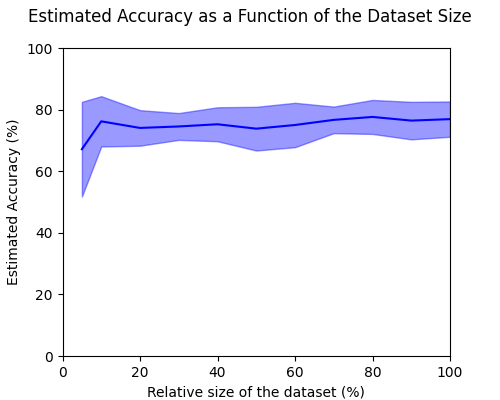 Estimated Accuracy as a Function of the Dataset Size
100
80
60
40
20
0
Estimated Accuracy (%)
0 20 40 60 80 100
Relative size of the dataset (%)